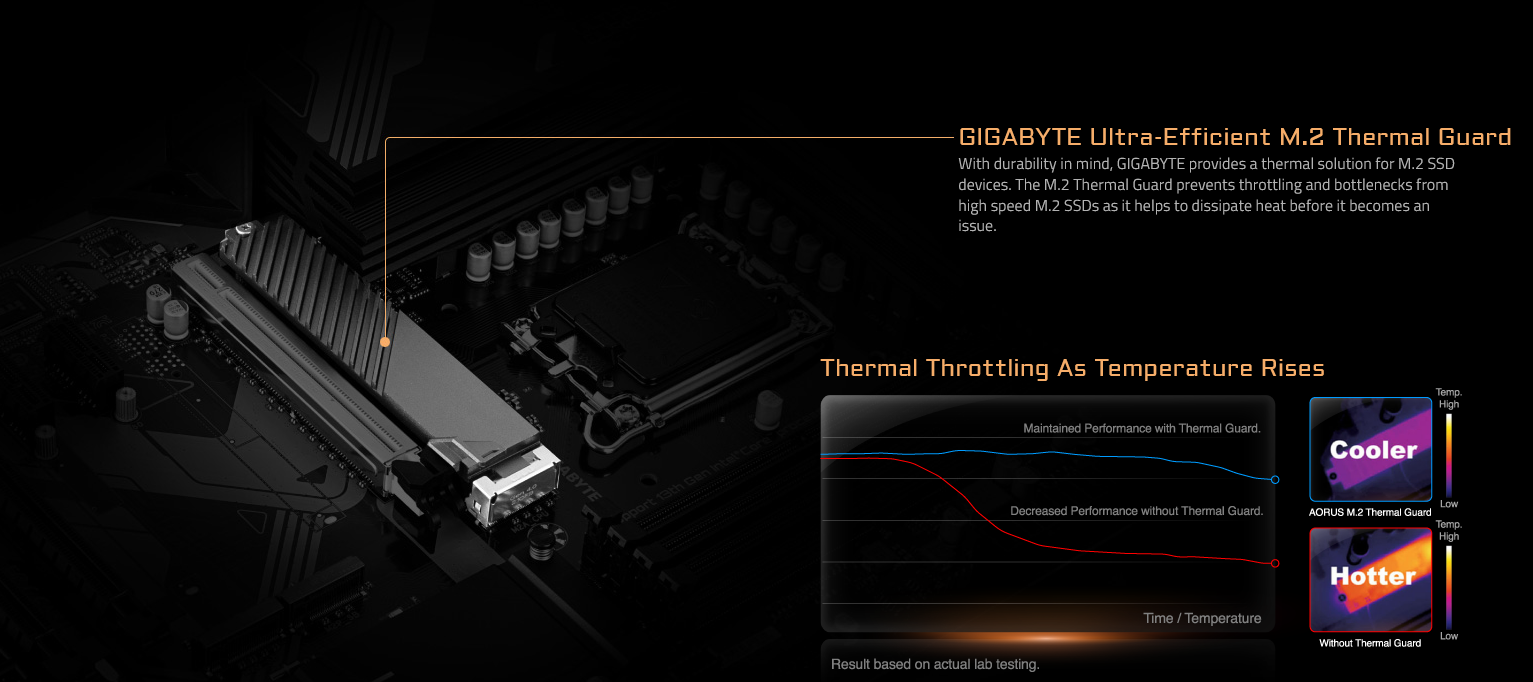 GIGABYTE Ultra-Efficient M.2 Thermal Guard
With durability in mind, GIGABYTE provides a thermal solution for M.2 SSD
devices. The M.2 Thermal Guard prevents throttling and bottlenecks from
high speed M.2 SSDs as it helps to dissipate heat before it becomes an
issue.
Thermal Throttling As Temperature Rises
Maintained Performance with Thermal Guard.
Decreased Performance without Thermal Guard.
Time / Temperature
Result based on actual lab testing.
Temp.
High
Cooler
Low
AORUS M.2 Thermal Guard
Temp.
High
Hotter
Low
Without Thermal Guard